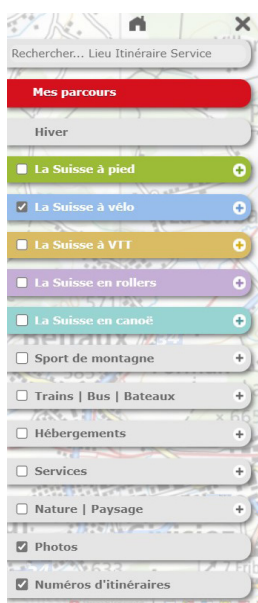 Rechercher... Lieu Itinéraire Service
Mes parcours
Hiver
La Suisse à pied
La Suisse à vélo
La Suisse à VTT
La Suisse en rollers
La Suisse en canoë
Sport de montagne
Trains | Bus | Bateaux
Hébergements
Services
Nature | Paysage
Photos
Numéros d'itinéraires